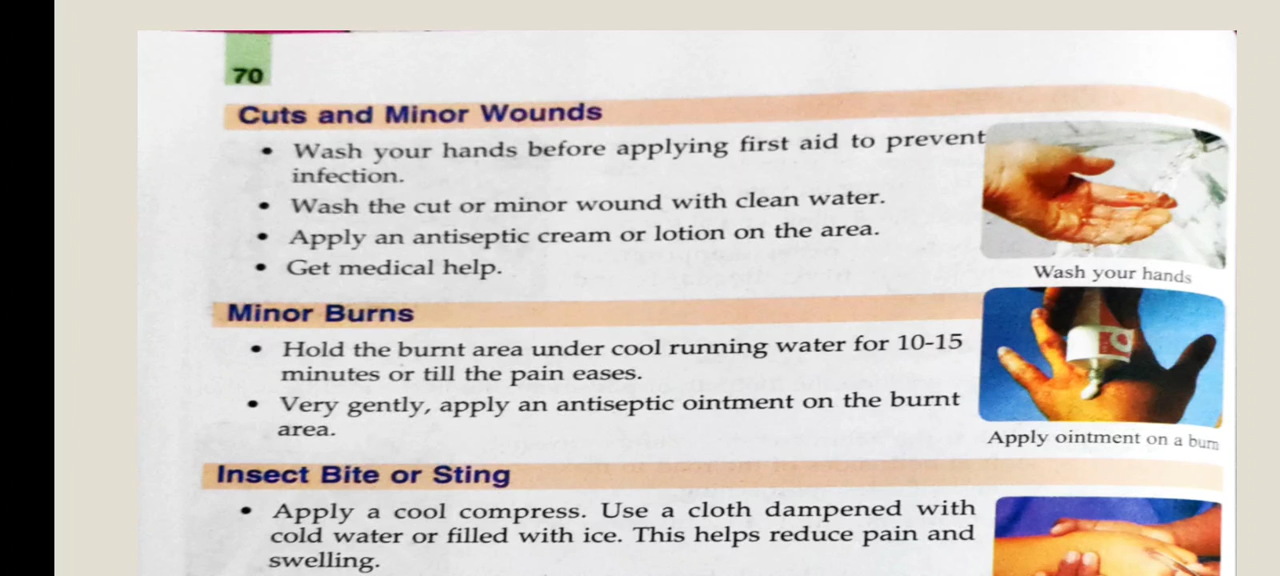 70
Cuts and Minor Wounds
• Wash your hands before applying first aid to prevent
infection.
• Wash the cut or minor wound with clean water.
• Apply an antiseptic cream or lotion on the area.
• Get medical help.
Wash your hands
Minor Burns
• Hold the burnt area under cool running water for 10-15
minutes or till the pain eases.
• Very gently, apply an antiseptic ointment on the burnt
area.
Apply ointment on a burn
Insect Bite or Sting
• Apply a cool compress. Use a cloth dampened with
cold water or filled with ice. This helps reduce pain and
swelling.